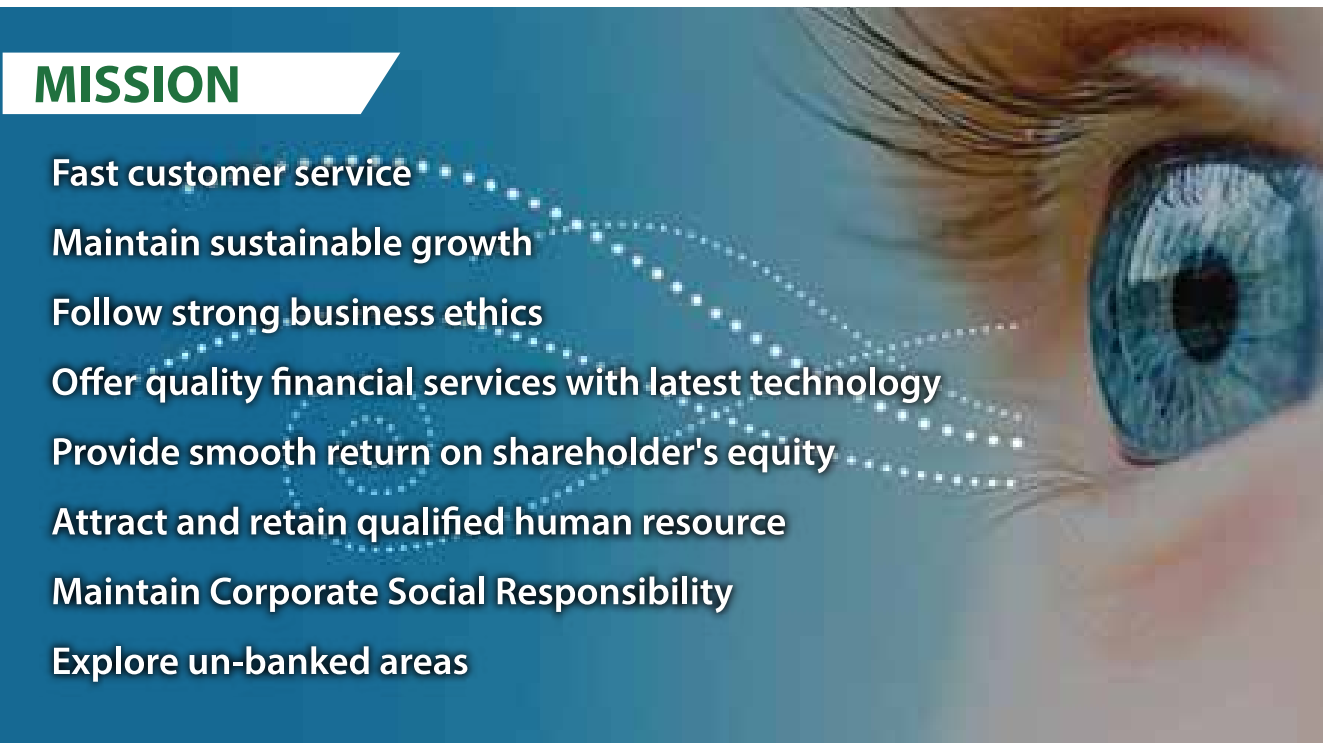 MISSION
Fast customer service
Maintain sustainable growth
Follow strong business ethics
Offer quality financial services with latest technology
Provide smooth return on shareholder's equity
Attract and retain qualified human resource
Maintain Corporate Social Responsibility
Explore un-banked areas